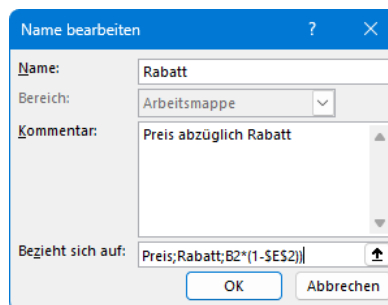 Name bearbeiten ?
Name: Rabatt
Bereich: Arbeitsmappe
Kommentar: Preis abzüglich Rabatt
Bezieht sich auf: Preis;Rabatt;B2*(1-$E$2))
OK Abbrechen